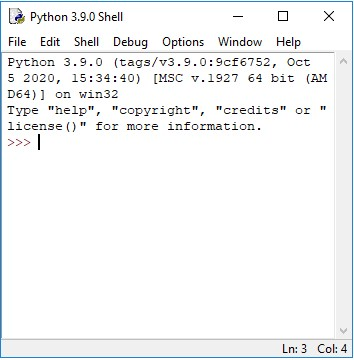 Python 3.9.0 Shell
File Edit Shell Debug Options Window Help
Python 3.9.0 (tags/v3.9.0:9cf6752, Oct
5 2020, 15:34:40) [MSC v.1927 64 bit (AM
D64)] on win32
Type "help", "copyright", "credits" or "
license()" for more information.
>>>
Ln: 3 Col: 4